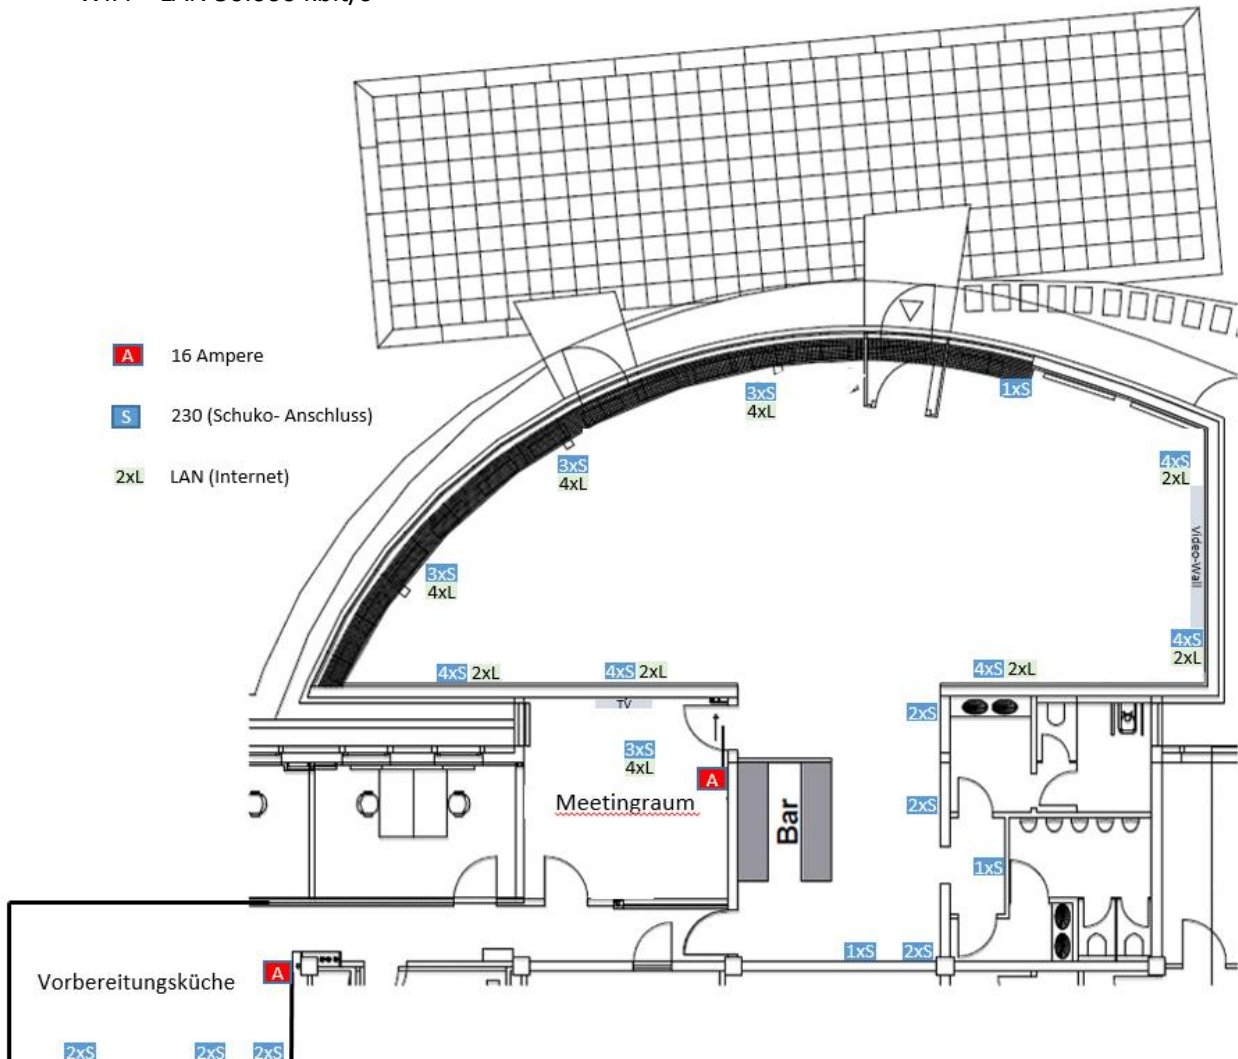 A 16 Ampere
S 230 (Schuko- Anschluss)
2xL LAN (Internet)
1xS
3xS
4xL
3xS
4xL
4xS
2xL
Video-Wall
3xS
4xL
4xS
2xL
4xS 2xL
4xS 2xL
4xS 2xL
TV
2xS
3xS
4xL
A
Meetingraum
Bar
2xS
1xS
1xS
2xS
A
Vorbereitungsküche
2xS
2xS
2xS